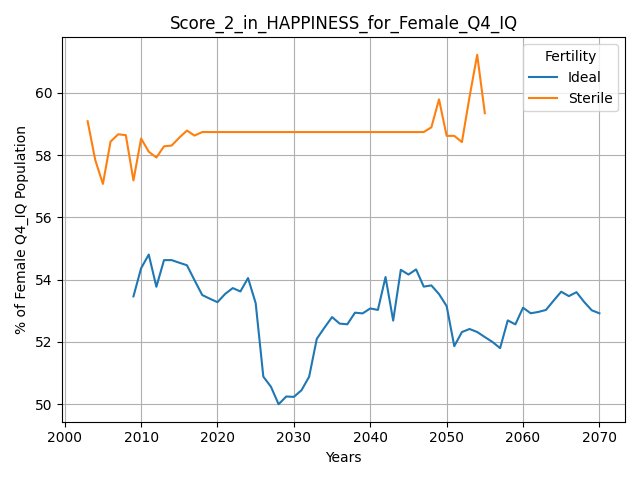 Score_2_in_HAPPINESS_for_Female_Q4_IQ
Fertility
Ideal
Sterile
% of Female Q4_IQ Population
60
58
56
54
52
50
2000 2010 2020 2030 2040 2050 2060 2070
Years